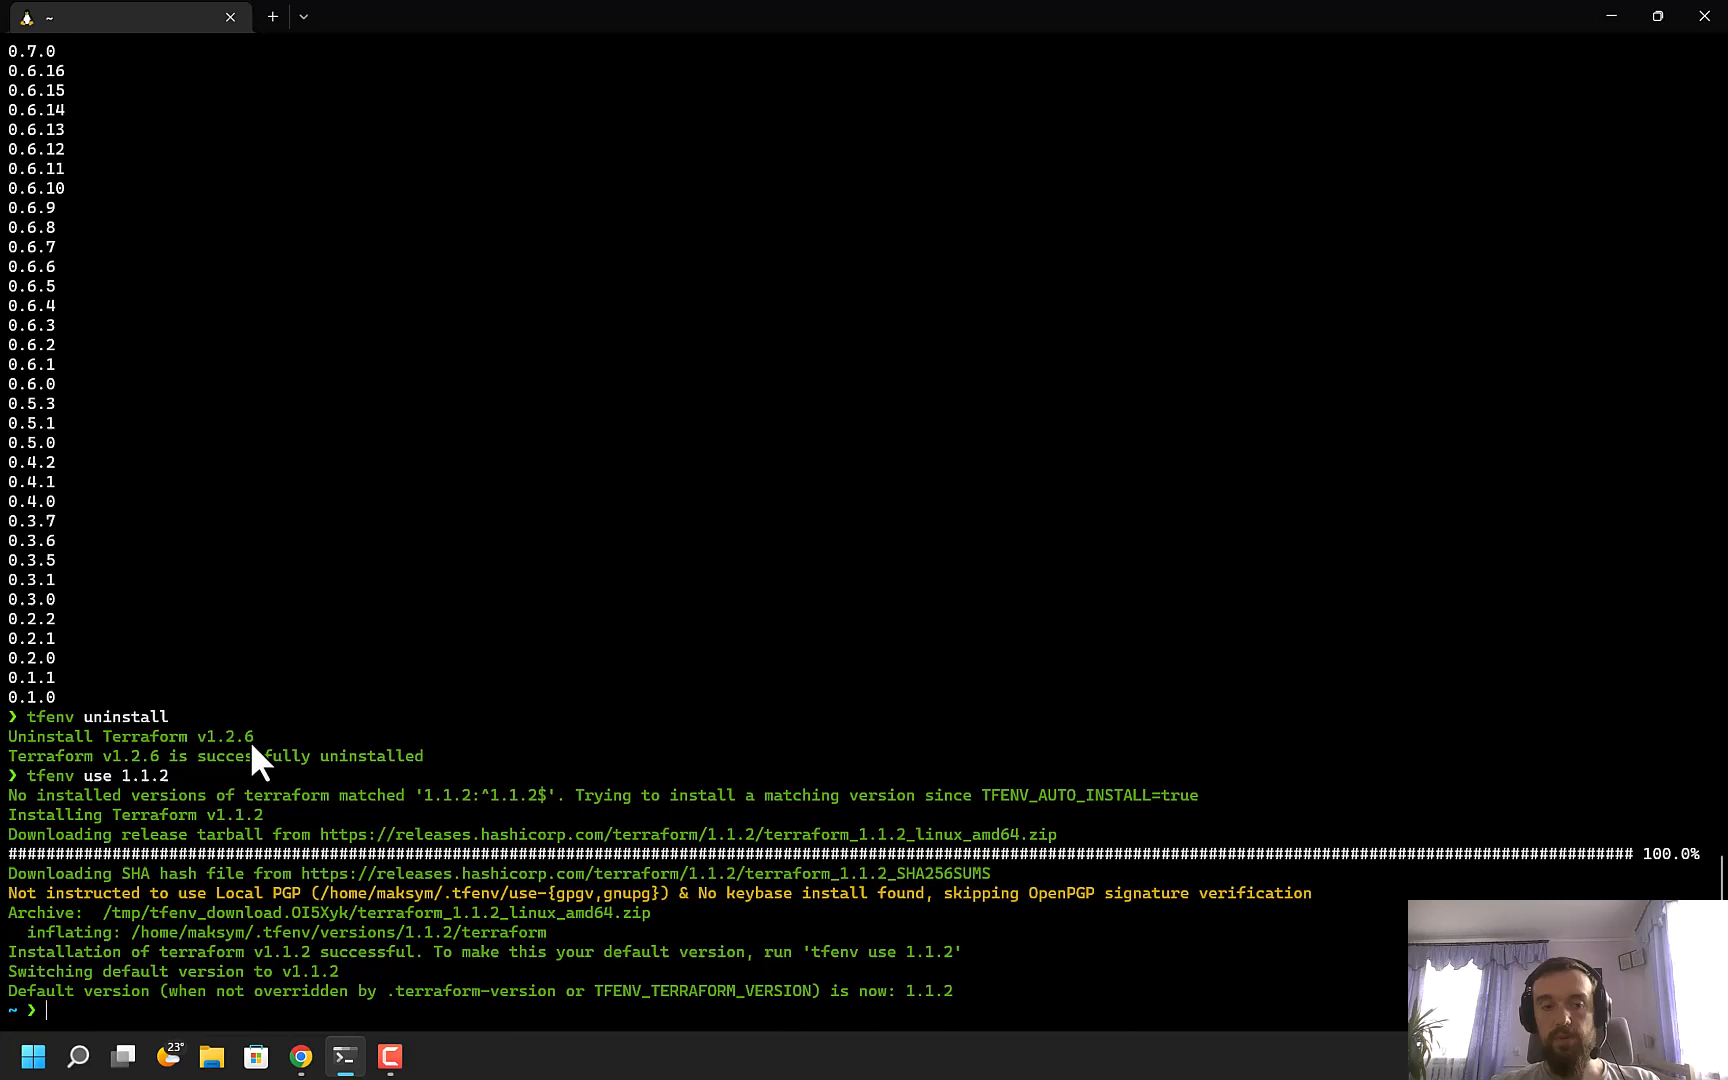 ~
0.7.0
0.6.16
0.6.15
0.6.14
0.6.13
0.6.12
0.6.11
0.6.10
0.6.9
0.6.8
0.6.7
0.6.6
0.6.5
0.6.4
0.6.3
0.6.2
0.6.1
0.6.0
0.5.3
0.5.1
0.5.0
0.4.2
0.4.1
0.4.0
0.3.7
0.3.6
0.3.5
0.3.1
0.3.0
0.2.2
0.2.1
0.2.0
0.1.1
0.1.0
❯ tfenv uninstall
Uninstall Terraform v1.2.6
Terraform v1.2.6 is successfully uninstalled
❯ tfenv use 1.1.2
No installed versions of terraform matched '1.1.2:^1.1.2$'. Trying to install a matching version since TFENV_AUTO_INSTALL=true
Installing Terraform v1.1.2
Downloading release tarball from https://releases.hashicorp.com/terraform/1.1.2/terraform_1.1.2_linux_amd64.zip
############################################################################################################################################################################ 100.0%
Downloading SHA hash file from https://releases.hashicorp.com/terraform/1.1.2/terraform_1.1.2_SHA256SUMS
Not instructed to use Local PGP (/home/maksym/.tfenv/use-{gpgv,gnupg}) & No keybase install found, skipping OpenPGP signature verification
Archive:  /tmp/tfenv_download.OI5Xyk/terraform_1.1.2_linux_amd64.zip
  inflating: /home/maksym/.tfenv/versions/1.1.2/terraform
Installation of terraform v1.1.2 successful. To make this your default version, run 'tfenv use 1.1.2'
Switching default version to v1.1.2
Default version (when not overridden by .terraform-version or TFENV_TERRAFORM_VERSION) is now: 1.1.2
~ ❯
23°